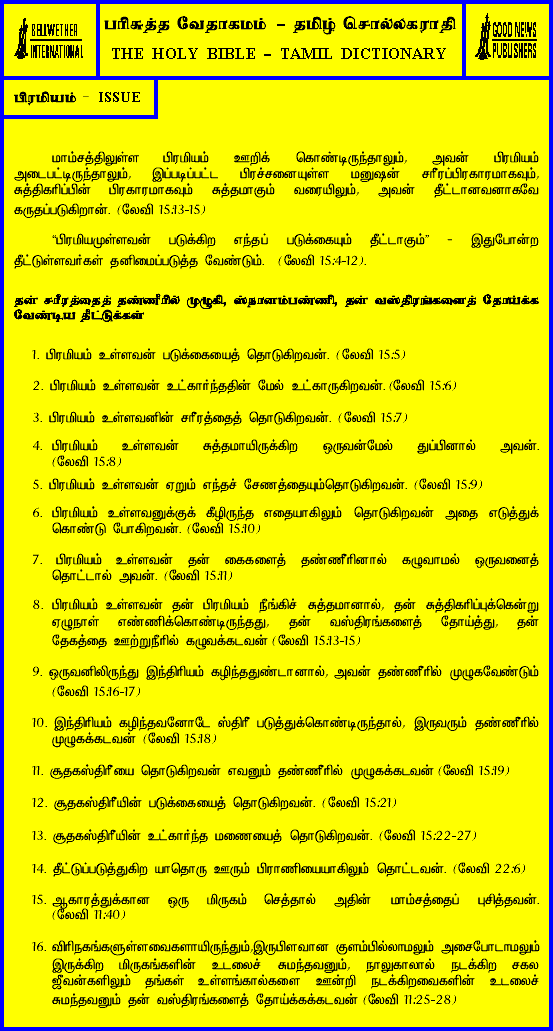 BELLWETHER
INTERNATIONAL
பரிசுத்த வேதாகமம் – தமிழ் சொல்லகராதி
THE HOLY BIBLE – TAMIL DICTIONARY
GOOD NEWS
PUBLISHERS
பிரமியம் – ISSUE
மாம்சத்திலுள்ள பிரமியம் ஊறிக் கொண்டிருந்தாலும், அவன் பிரமியம்
அடைபட்டிருந்தாலும், இப்படிப்பட்ட பிரச்சனையுள்ள மனுஷன் சரீரப்பிரகாரமாகவும்,
சுத்திகரிப்பின் பிரகாரமாகவும் சுத்தமாகும் வரையிலும், அவன் தீட்டானவனாகவே
கருதப்படுகிறான். (லேவி 15:13-15)
“பிரமியமுள்ளவன் படுக்கிற எந்தப் படுக்கையும் தீட்டாகும்” – இதுபோன்ற
தீட்டுள்ளவர்கள் தனிமைப்படுத்த வேண்டும். (லேவி 15:4-12).
தன் சரீரத்தைத் தண்ணீரில் முழுகி, ஸ்நானம்பண்ணி, தன் வஸ்திரங்களைத் தோய்க்க
வேண்டிய தீட்டுக்கள்
1. பிரமியம் உள்ளவன் படுக்கையைத் தொடுகிறவன். (லேவி 15:5)
2. பிரமியம் உள்ளவன் உட்கார்ந்ததின் மேல் உட்காருகிறவன். (லேவி 15:6)
3. பிரமியம் உள்ளவனின் சரீரத்தைத் தொடுகிறவன். (லேவி 15:7)
4. பிரமியம் உள்ளவன் சுத்தமாயிருக்கிற ஒருவன்மேல் துப்பினால் அவன்.
(லேவி 15:8)
5. பிரமியம் உள்ளவன் ஏறும் எந்தச் சேணத்தையும்தொடுகிறவன். (லேவி 15:9)
6. பிரமியம் உள்ளவனுக்குக் கீழிருந்த எதையாகிலும் தொடுகிறவன் அதை எடுத்துக்
கொண்டு போகிறவன். (லேவி 15:10)
7. பிரமியம் உள்ளவன் தன் கைகளைத் தண்ணீரினால் கழுவாமல் ஒருவனைத்
தொட்டால் அவன். (லேவி 15:11)
8. பிரமியம் உள்ளவன் தன் பிரமியம் நீங்கிச் சுத்தமானால், தன் சுத்திகரிப்புக்கென்று
ஏழுநாள் எண்ணிக்கொண்டிருந்தது, தன் வஸ்திரங்களைத் தோய்த்து, தன்
தேகத்தை ஊற்றுநீரில் கழுவக்கடவன் (லேவி 15:13-15)
9. ஒருவனிலிருந்து இந்திரியம் கழிந்ததுண்டானால், அவன் தண்ணீரில் முழுகவேண்டும்
(லேவி 15:16-17)
10. இந்திரியம் கழிந்தவனோடே ஸ்திரீ படுத்துக்கொண்டிருந்தால், இருவரும் தண்ணீரில்
முழுகக்கடவன் (லேவி 15:18)
11. சூதகஸ்திரீயை தொடுகிறவன் எவனும் தண்ணீரில் முழுகக்கடவன் (லேவி 15:19)
12. சூதகஸ்திரீயின் படுக்கையைத் தொடுகிறவன். (லேவி 15:21)
13. சூதகஸ்திரீயின் உட்கார்ந்த மணையைத் தொடுகிறவன். (லேவி 15:22-27)
14. தீட்டுப்படுத்துகிற யாதொரு ஊரும் பிராணியையாகிலும் தொட்டவன். (லேவி 22:6)
15. ஆகாரத்துக்கான ஒரு மிருகம் செத்தால் அதின் மாம்சத்தைப் புசித்தவன்.
(லேவி 11:40)
16. விரிநகங்களுள்ளவைகளாயிருந்தும்,இருபிளவான குளம்பில்லாமலும் அசைபோடாமலும்
இருக்கிற மிருகங்களின் உடலைச் சுமந்தவனும், நாலுகாலால் நடக்கிற சகல
ஜீவன்களிலும் தங்கள் உள்ளங்கால்களை ஊன்றி நடக்கிறவைகளின் உடலைச்
சுமந்தவனும் தன் வஸ்திரங்களைத் தோய்க்கக்கடவன் (லேவி 11:25-28)